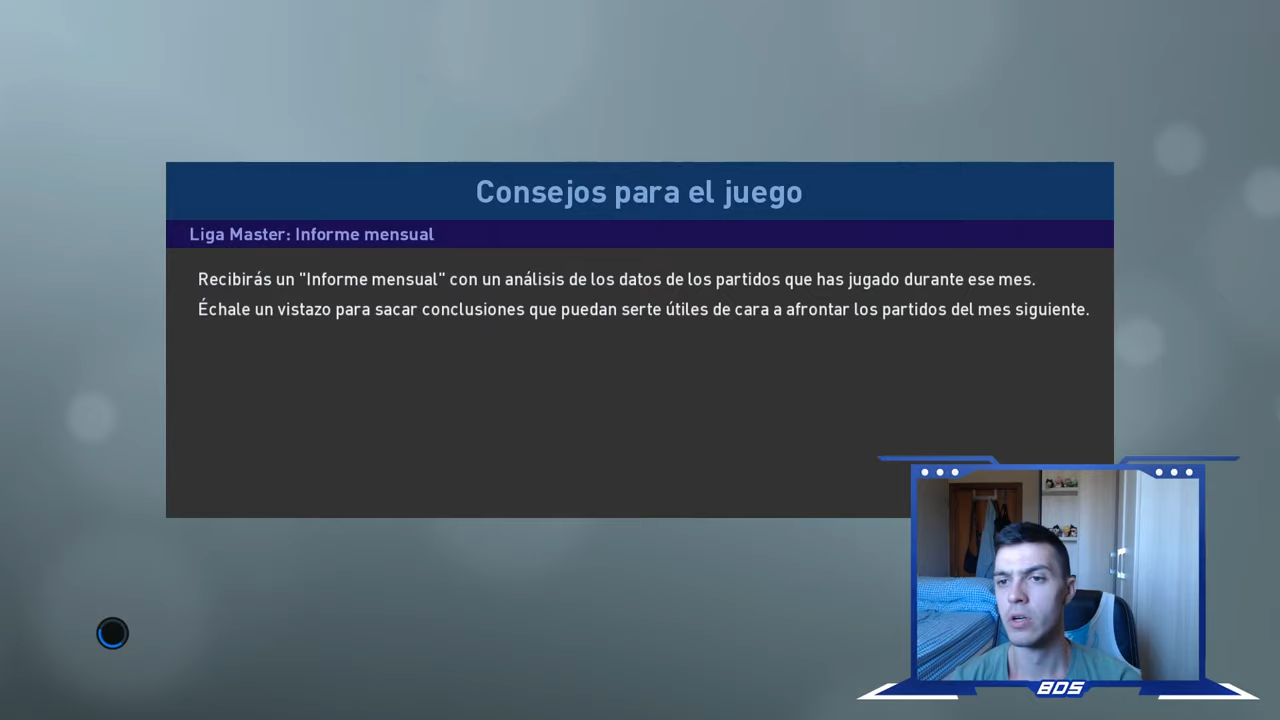 Consejos para el juego
Liga Master: Informe mensual
Recibirás un "Informe mensual" con un análisis de los datos de los partidos que has jugado durante ese mes.
Échale un vistazo para sacar conclusiones que puedan serte útiles de cara a afrontar los partidos del mes siguiente.
BDS